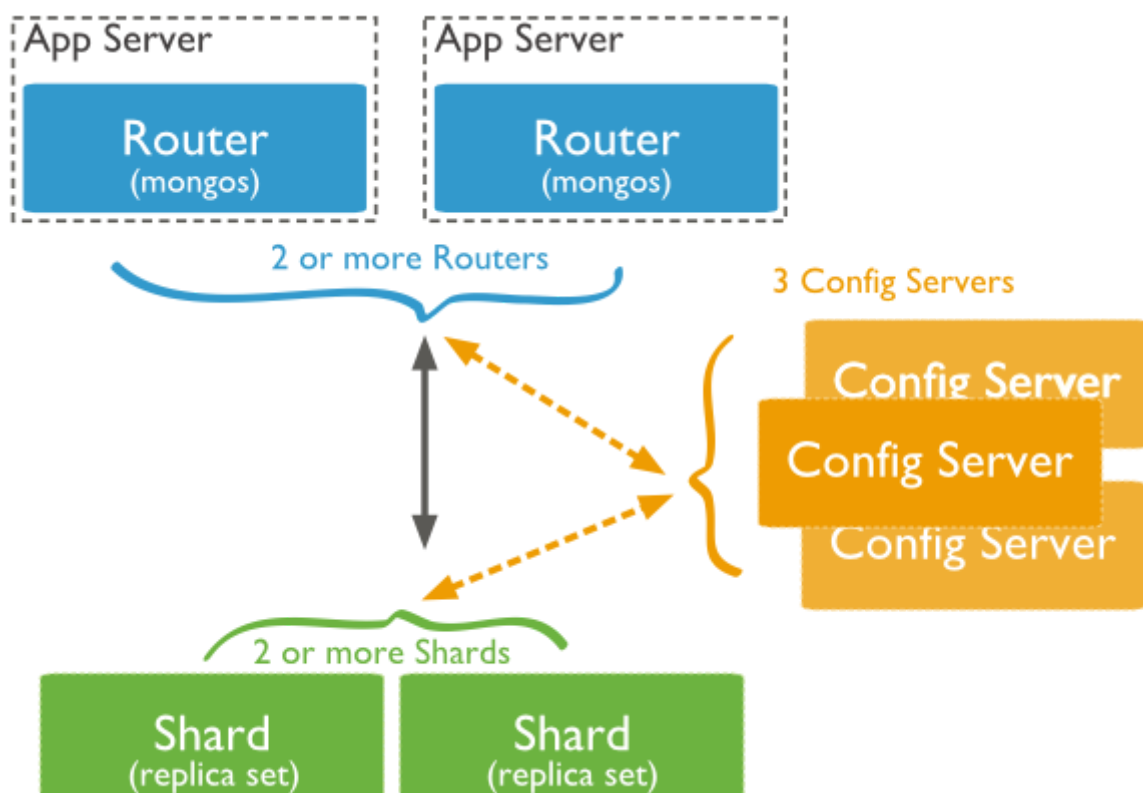 App Server
App Server
Router
(mongos)
Router
(mongos)
2 or more Routers
3 Config Servers
Config Server
Config Server
Config Server
2 or more Shards
Shard
(replica set)
Shard
(replica set)